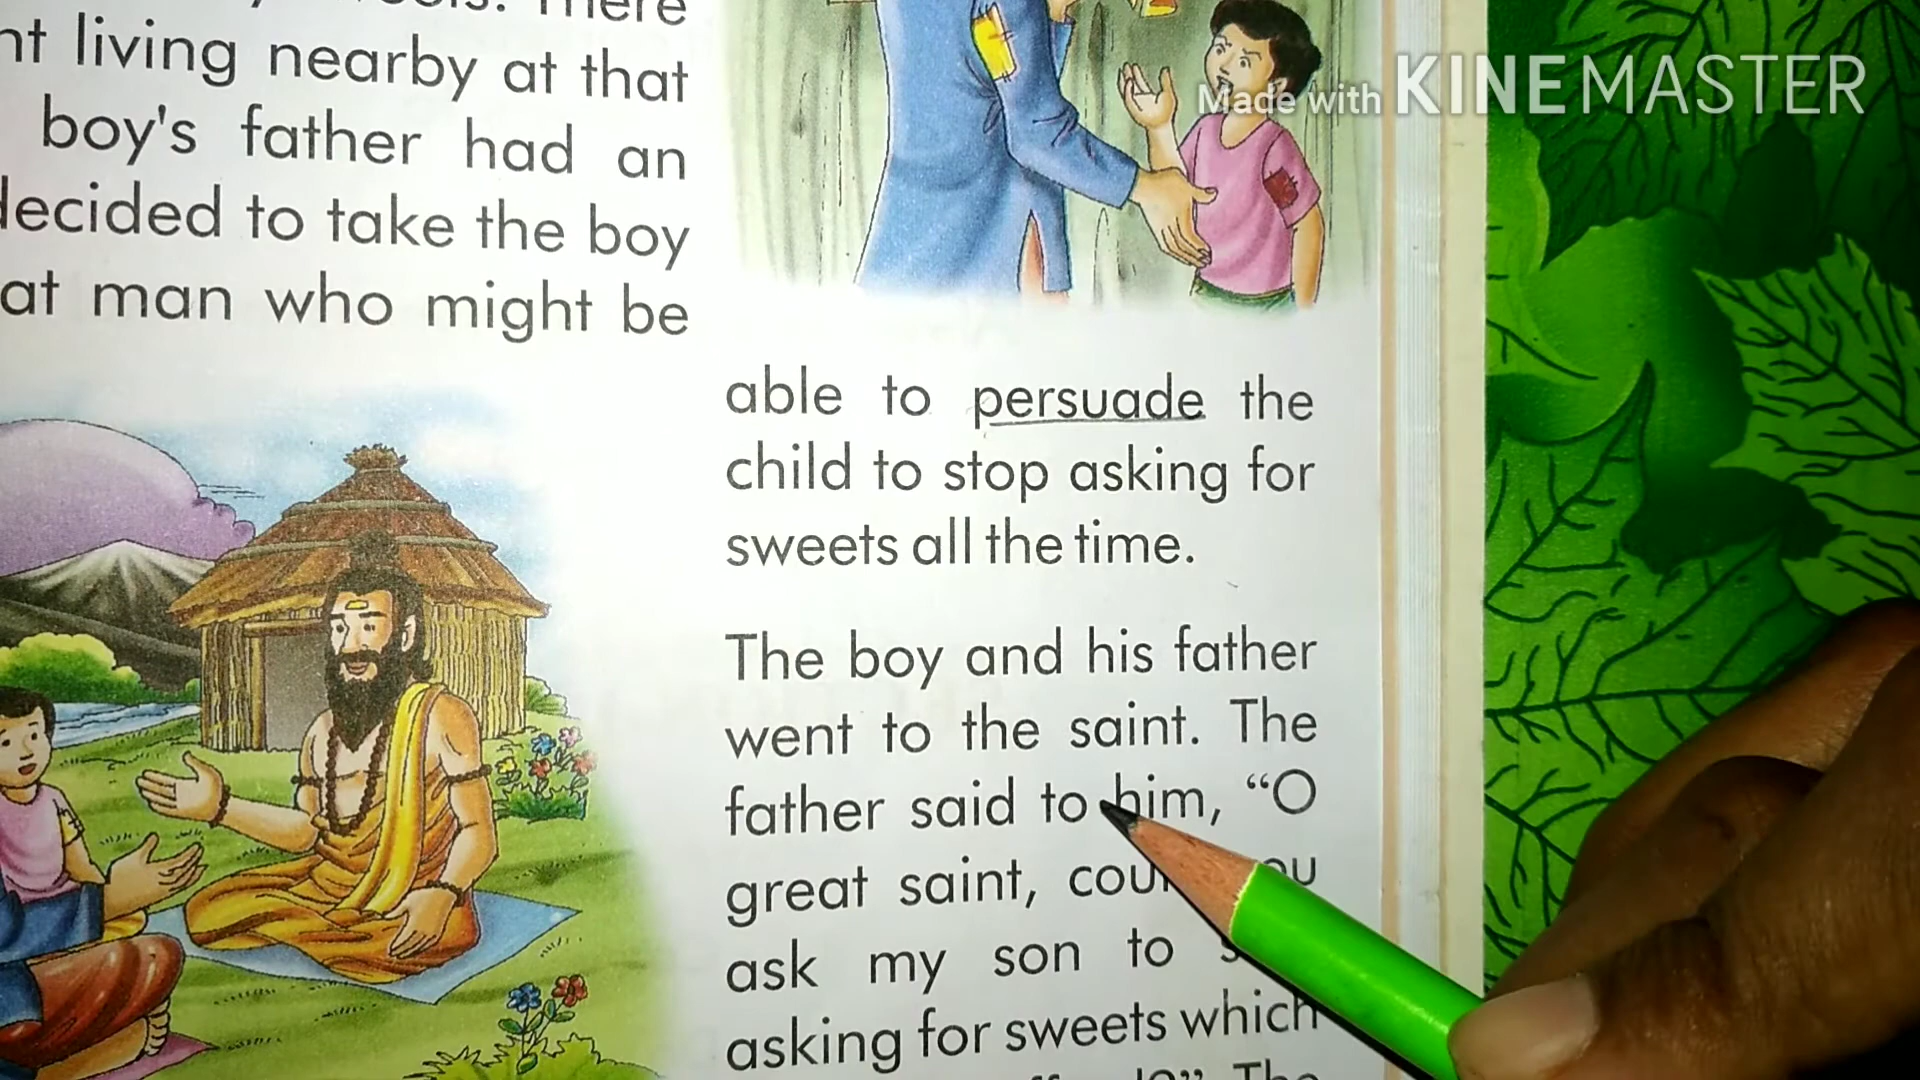 There
living nearby at that
boy's father had an
decided to take the boy
at man who might be
able to persuade the
child to stop asking for
sweets all the time.
The boy and his father
went to the saint. The
father said to him, “O
great saint,
ask my son to
asking for sweets which
The
Made with KINEMASTER